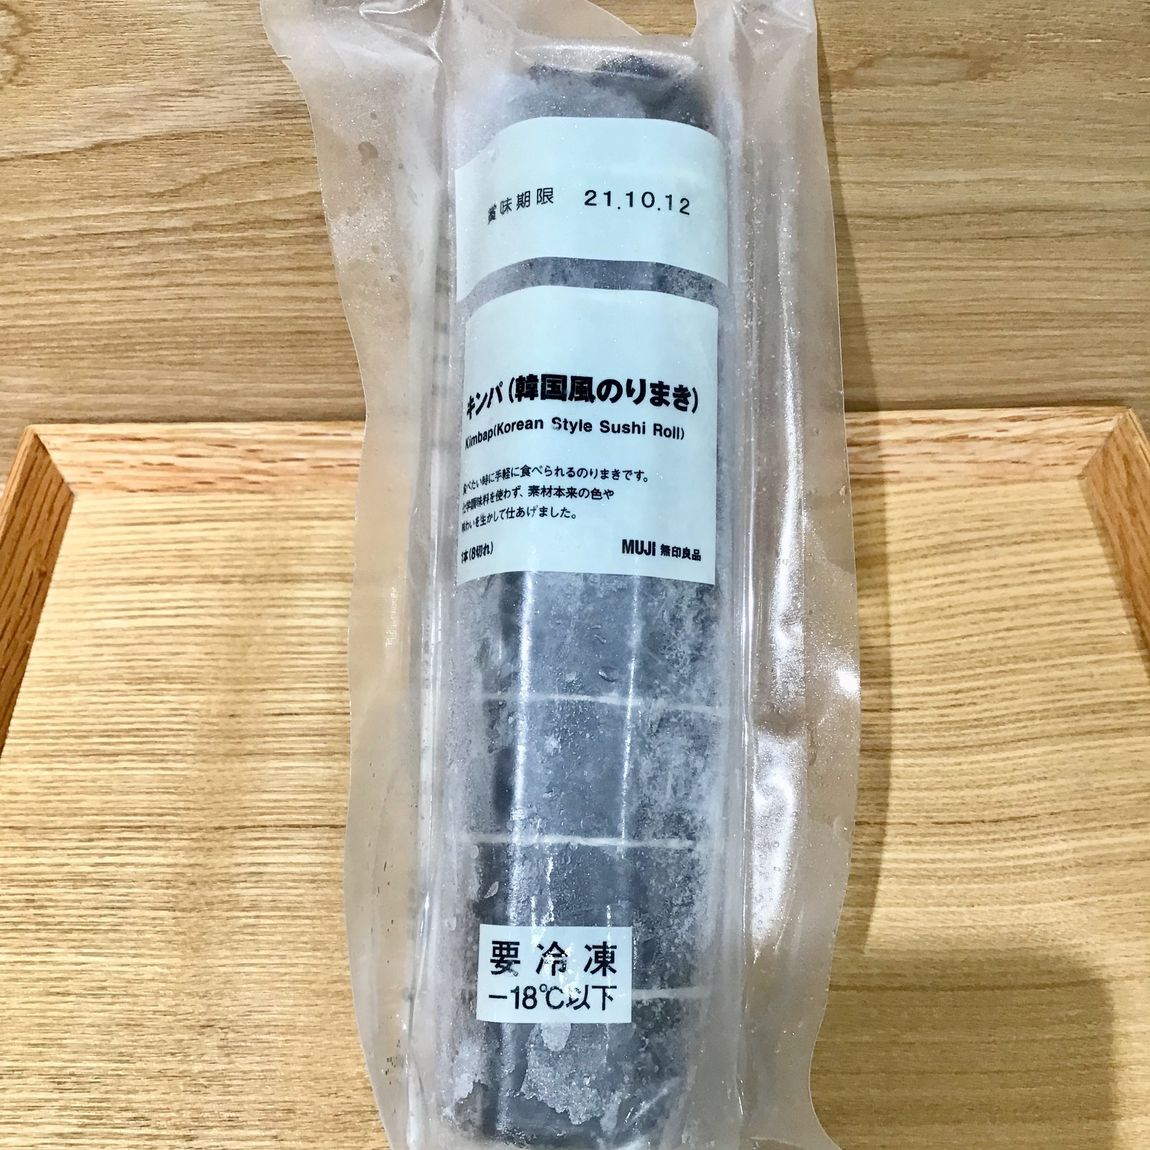 賞味期限 21.10.12
キンパ(韓国風のりまき)
Kimbap(Korean Style Sushi Roll)
食べたい時に手軽に食べられるのりまきです。
化学調味料を使わず、素材本来の色や
味わいを生かして仕あげました。
1本(8切れ)
MUJI 無印良品
要冷凍
−18℃以下